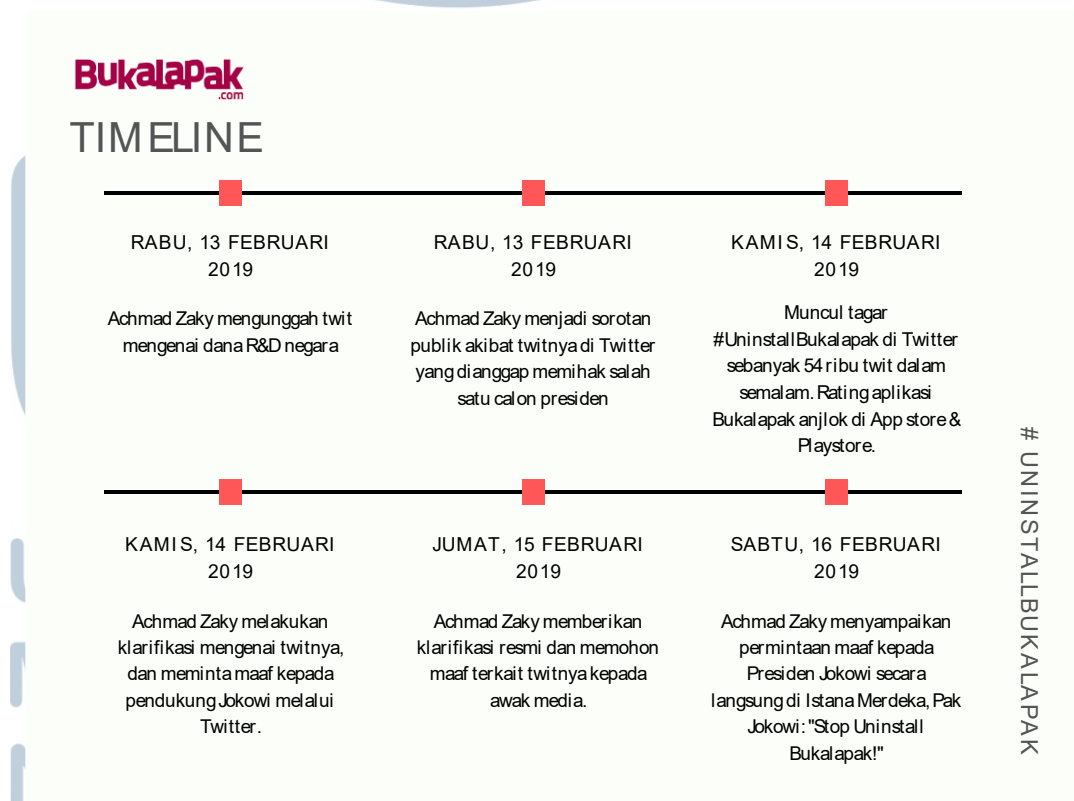 Bukalapak
.com
TIMELINE
RABU, 13 FEBRUARI
2019
Achmad Zaky mengunggah twit
mengenai dana R&D negara
RABU, 13 FEBRUARI
2019
Achmad Zaky menjadi sorotan
publik akibat twitnya di Twitter
yang dianggap memihak salah
satu calon presiden
KAMIS, 14 FEBRUARI
2019
Muncul tagar
#UninstallBukalapak di Twitter
sebanyak 54 ribu twit dalam
semalam. Rating aplikasi
Bukalapak anjlok di App store &
Playstore.
KAMIS, 14 FEBRUARI
2019
Achmad Zaky melakukan
klarifikasi mengenai twitnya,
dan meminta maaf kepada
pendukung Jokowi melalui
Twitter.
JUMAT, 15 FEBRUARI
2019
Achmad Zaky memberikan
klarifikasi resmi dan memohon
maaf terkait twitnya kepada
awak media.
SABTU, 16 FEBRUARI
2019
Achmad Zaky menyampaikan
permintaan maaf kepada
Presiden Jokowi secara
langsung di Istana Merdeka, Pak
Jokowi: "Stop Uninstall
Bukalapak!"
# UNINSTALLBUKALAPAK